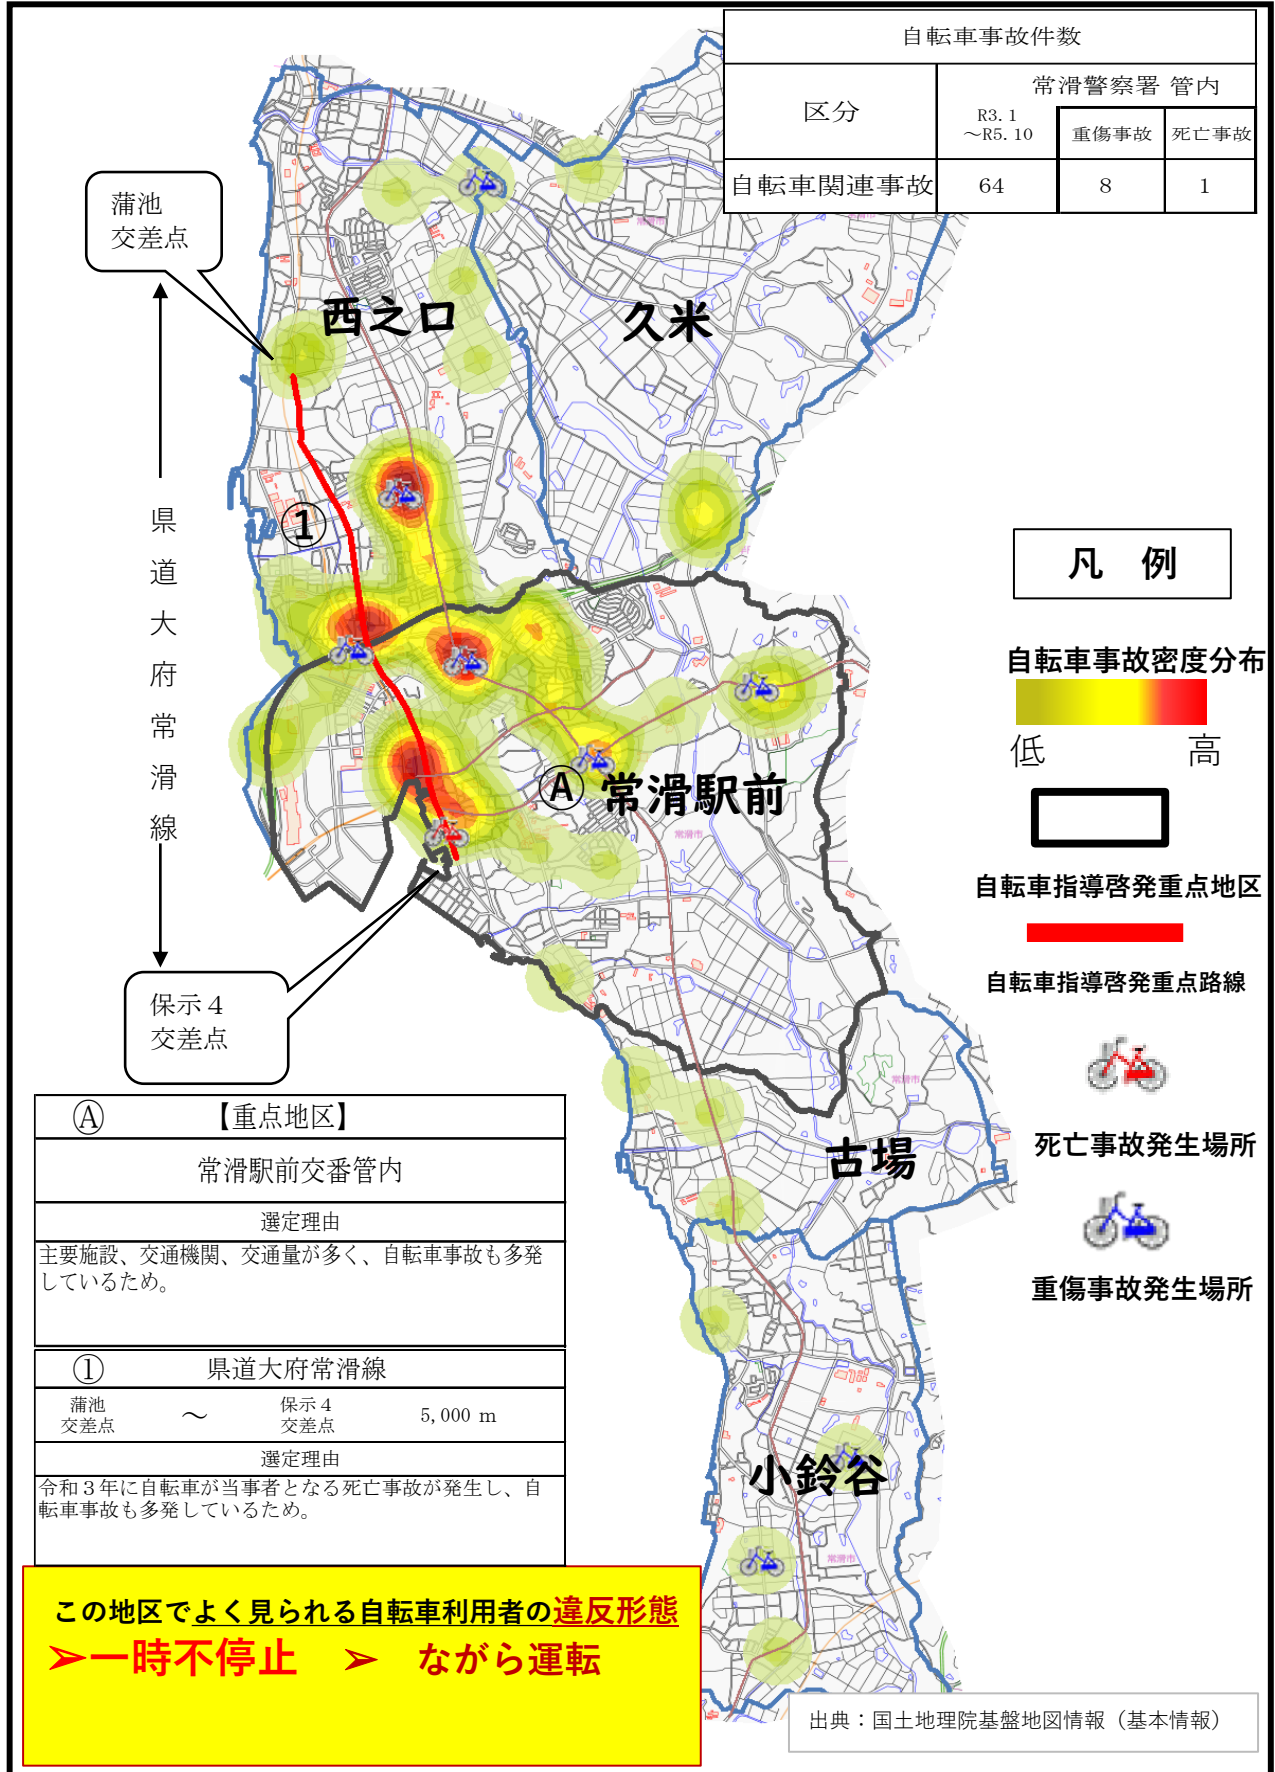 自転車事故件数
区分
常滑警察署 管内
R3.1
～R5.10
重傷事故
死亡事故
自転車関連事故
64
8
1
蒲池
交差点
西之口
久米
常滑市
①
県道大府常滑線
Ⓐ
常滑駅前
常滑市
保示４
交差点
凡 例
自転車事故密度分布
低
高
自転車指導啓発重点地区
自転車指導啓発重点路線
死亡事故発生場所
重傷事故発生場所
常滑市
古場
小鈴谷
常滑市
Ⓐ
【重点地区】
常滑駅前交番管内
選定理由
主要施設、交通機関、交通量が多く、自転車事故も多発
しているため。
①
県道大府常滑線
蒲池
交差点
～
保示４
交差点
5,000 m
選定理由
令和３年に自転車が当事者となる死亡事故が発生し、自
転車事故も多発しているため。
この地区でよく見られる自転車利用者の違反形態
➢一時不停止 ➢ ながら運転
出典：国土地理院基盤地図情報（基本情報）